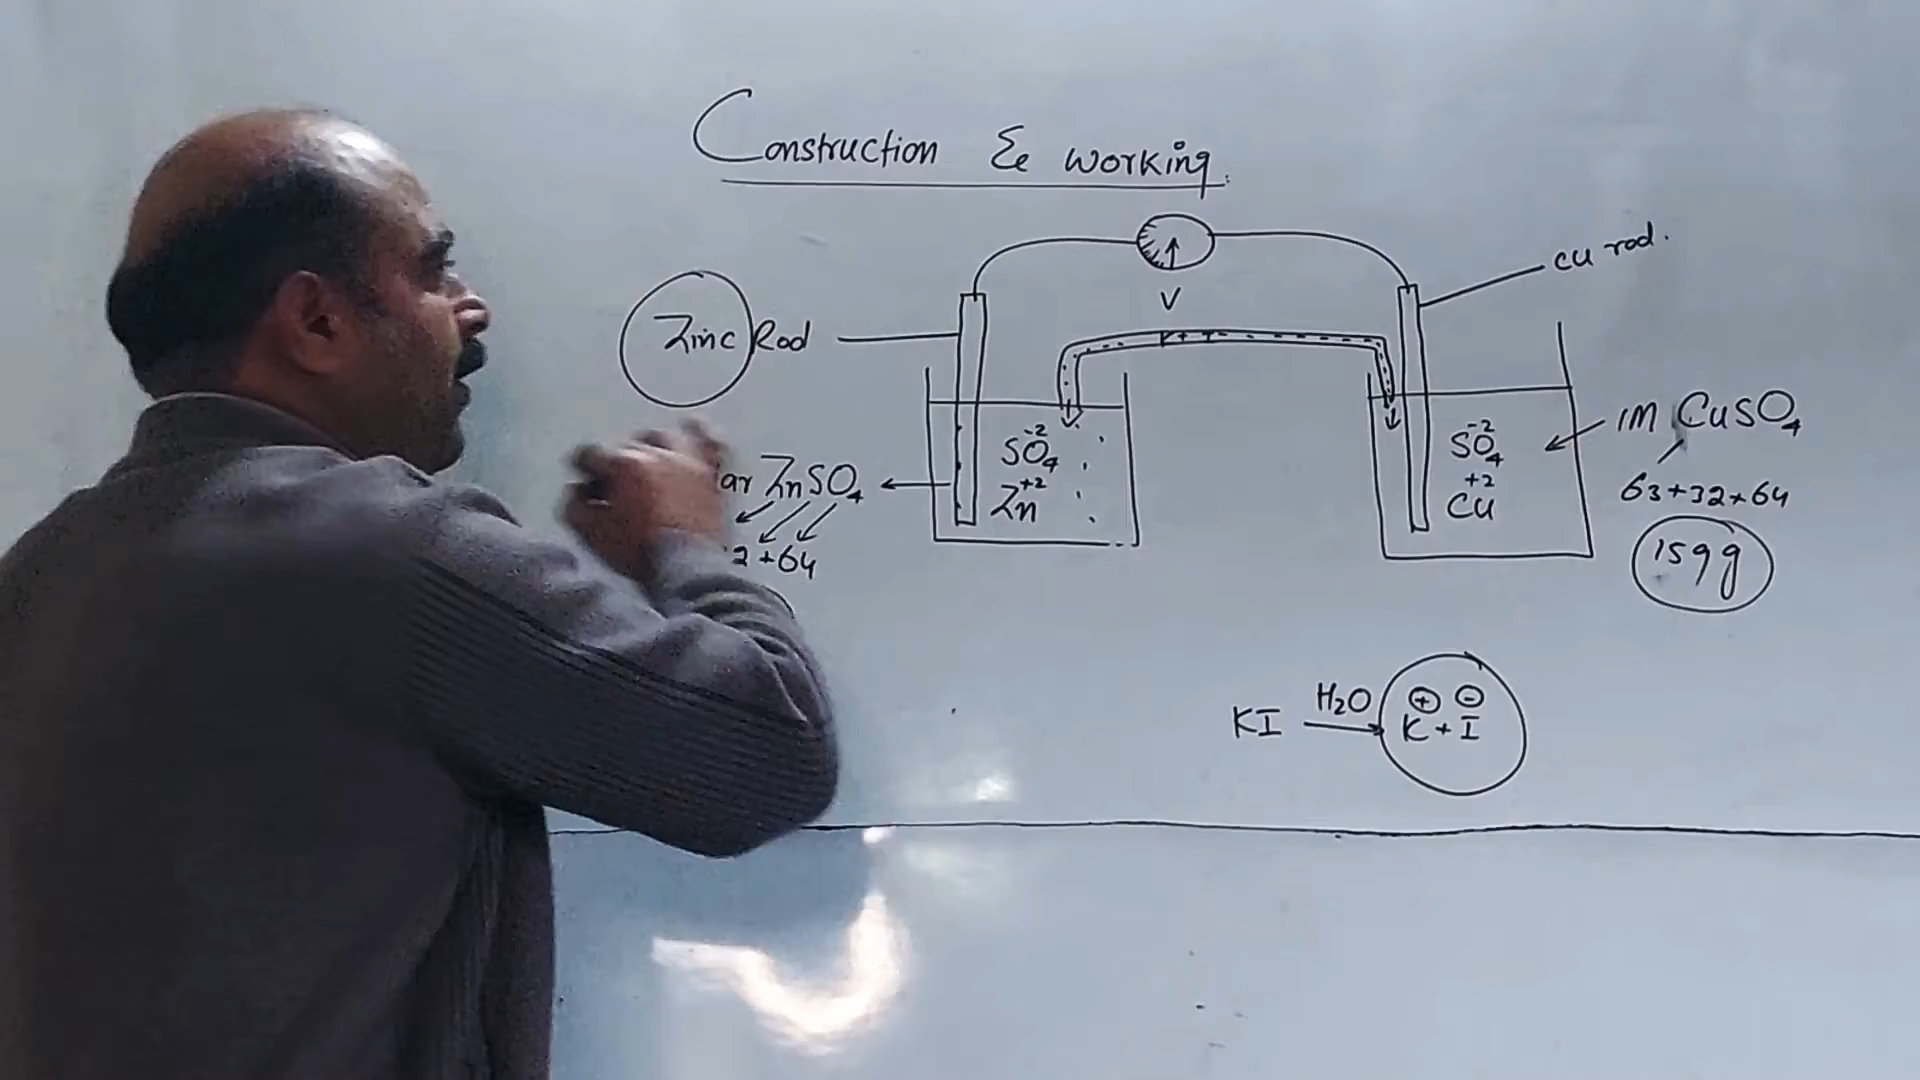 Construction & working.
V
cu rod.
Zinc Rod
K + I
SO4-2
Zn+2
ZnSO4
2+64
SO4-2
Cu+2
1M CuSO4
63+32+64
159g
KI H2O K⊕ + I⊖